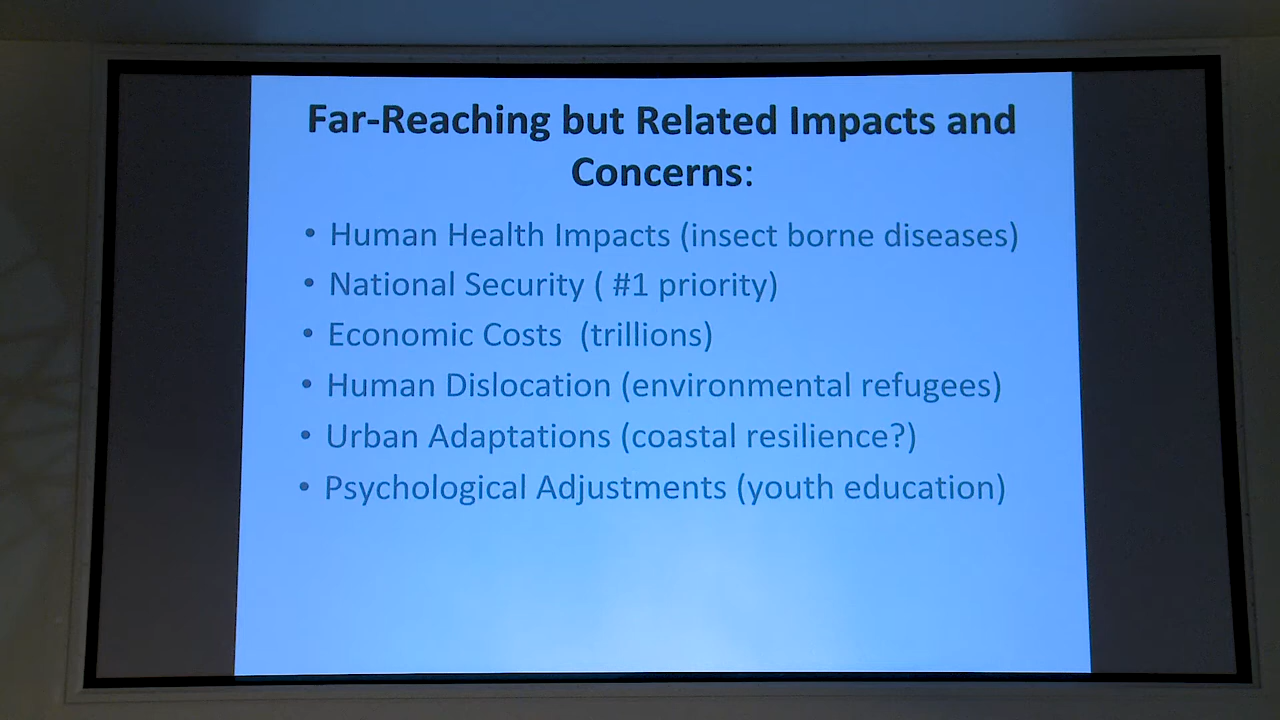 Far-Reaching but Related Impacts and
Concerns:
• Human Health Impacts (insect borne diseases)
• National Security ( #1 priority)
• Economic Costs  (trillions)
• Human Dislocation (environmental refugees)
• Urban Adaptations (coastal resilience?)
• Psychological Adjustments (youth education)